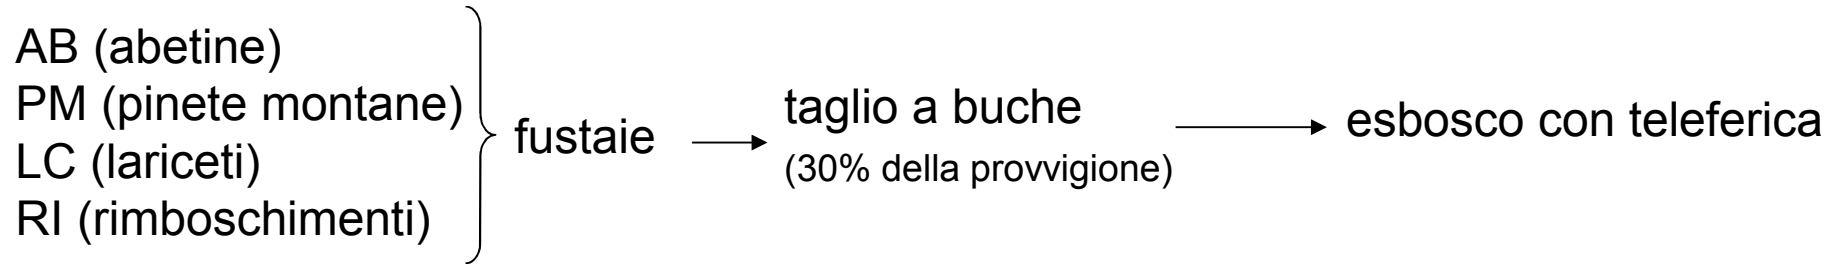 AB (abetine)
PM (pinete montane)
LC (lariceti)
RI (rimboschimenti)
fustaie
taglio a buche
(30% della provvigione)
esbosco con teleferica